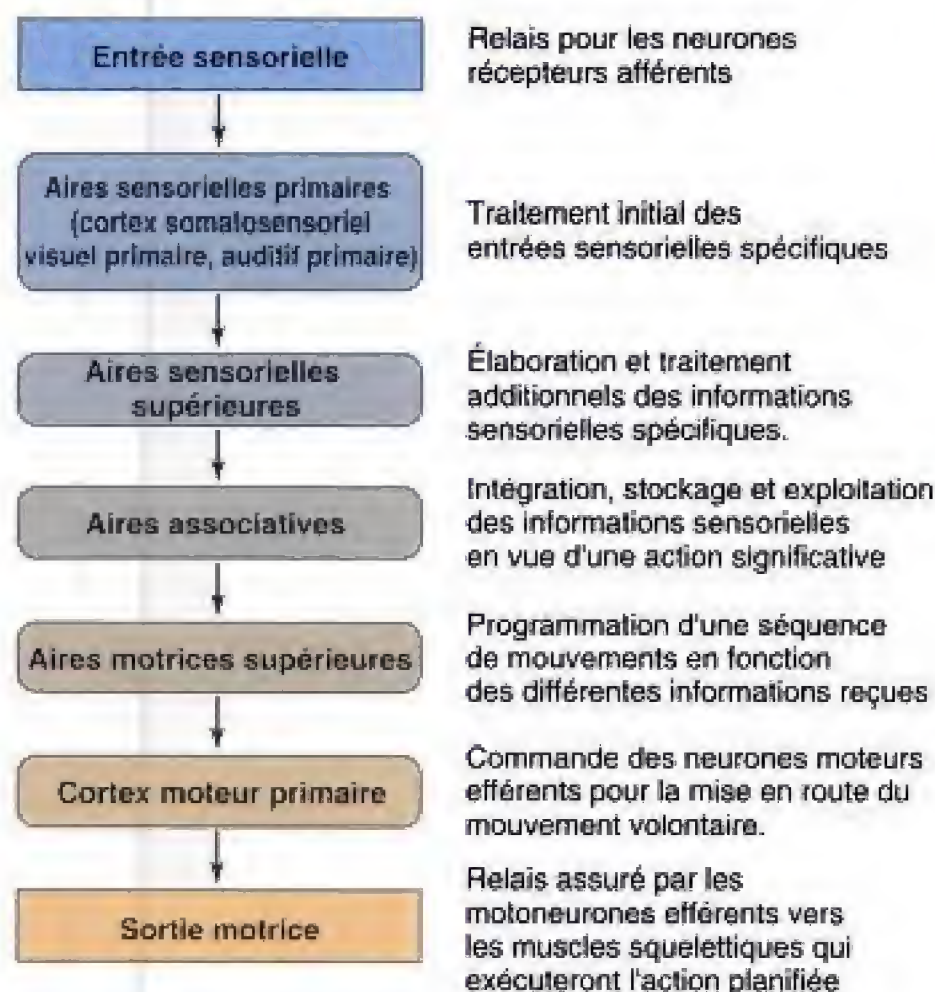 Entrée sensorielle
Relais pour les neurones
récepteurs afférents
Aires sensorielles primaires
(cortex somatosensoriel
visuel primaire, auditif primaire)
Traitement initial des
entrées sensorielles spécifiques
Aires sensorielles
supérieures
Élaboration et traitement
additionnels des informations
sensorielles spécifiques.
Aires associatives
Intégration, stockage et exploitation
des informations sensorielles
en vue d'une action significative
Aires motrices supérieures
Programmation d'une séquence
de mouvements en fonction
des différentes informations reçues
Cortex moteur primaire
Commande des neurones moteurs
efférents pour la mise en route du
mouvement volontaire.
Sortie motrice
Relais assuré par les
motoneurones efférents vers
les muscles squelettiques qui
exécuteront l'action planifiée